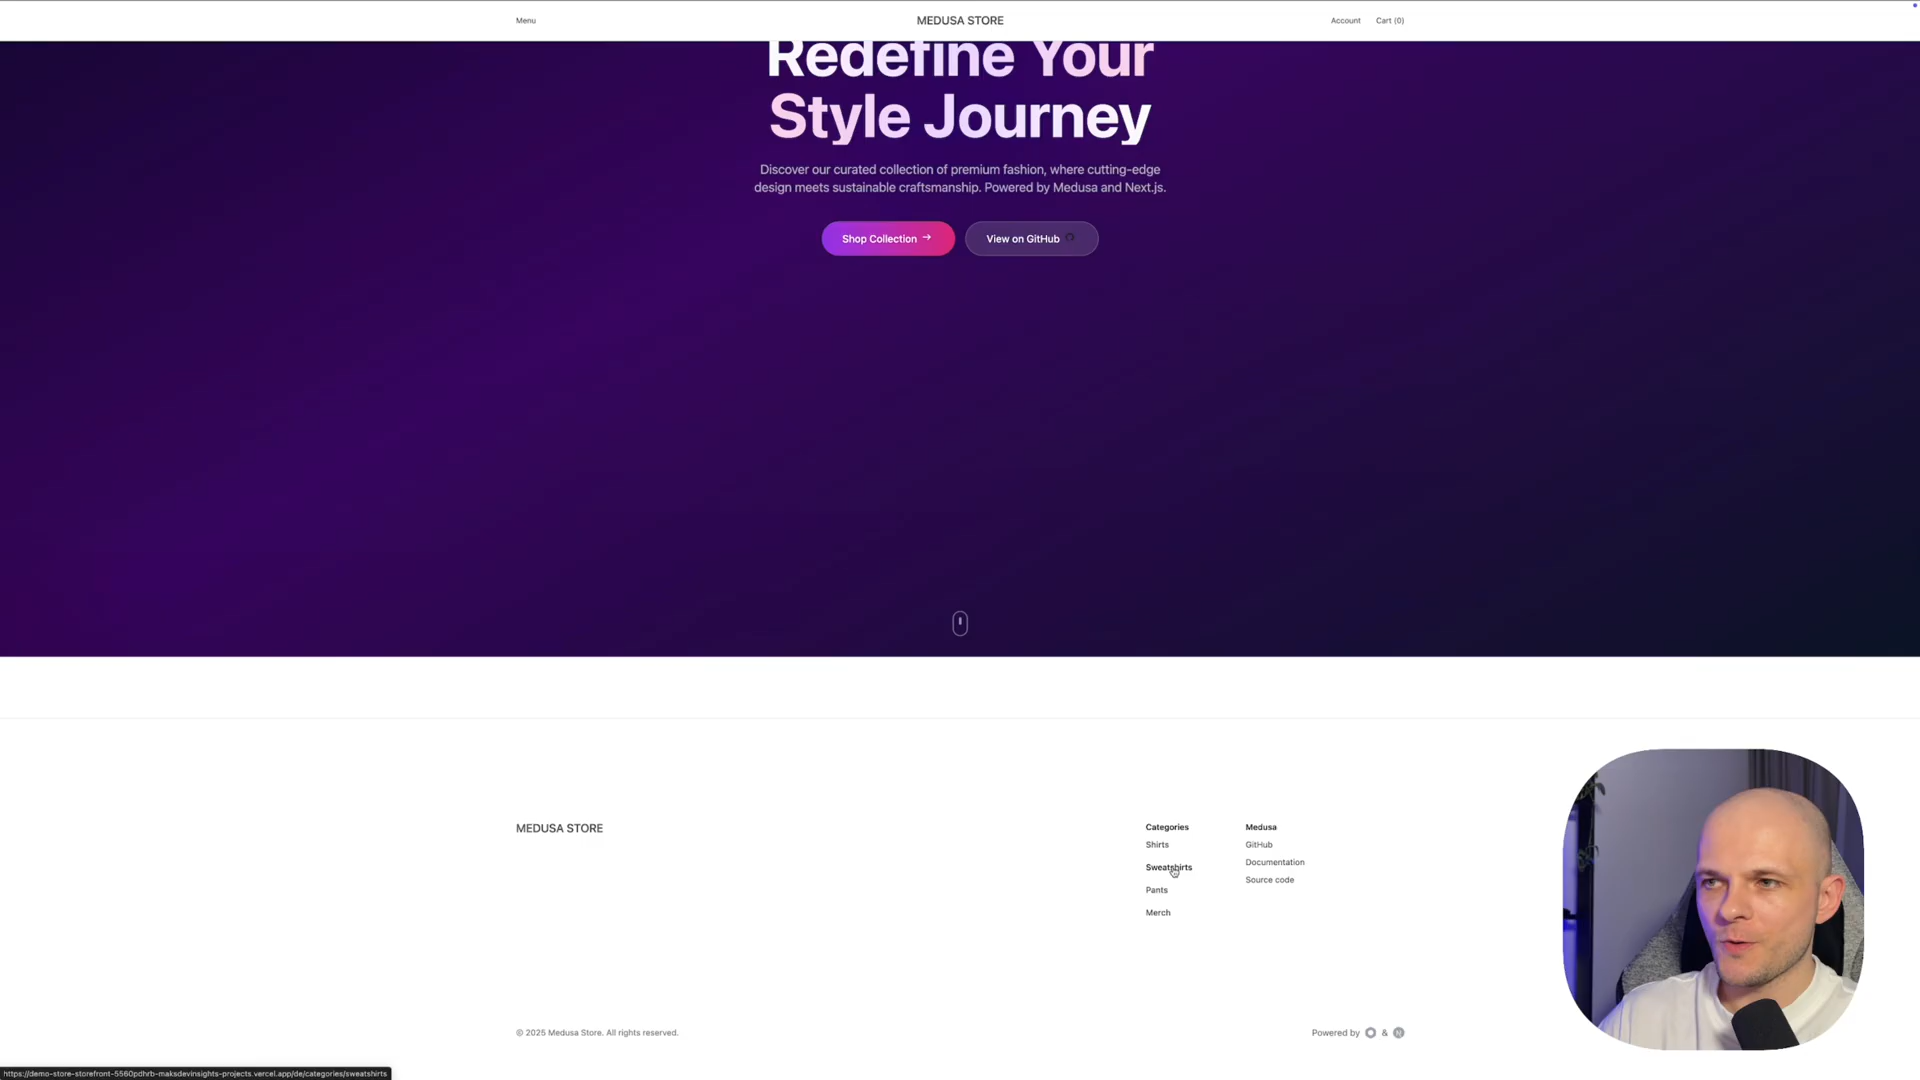 Menu
MEDUSA STORE
Account
Cart (0)
Redefine Your
Style Journey
Discover our curated collection of premium fashion, where cutting-edge
design meets sustainable craftsmanship. Powered by Medusa and Next.js.
Shop Collection →
View on GitHub
MEDUSA STORE
Categories
Shirts
Sweatshirts
Pants
Merch
Medusa
GitHub
Documentation
Source code
© 2025 Medusa Store. All rights reserved.
Powered by & N
https://demo-store-storefront-5560pdhrb-maksdevinsights-projects.vercel.app/de/categories/sweatshirts